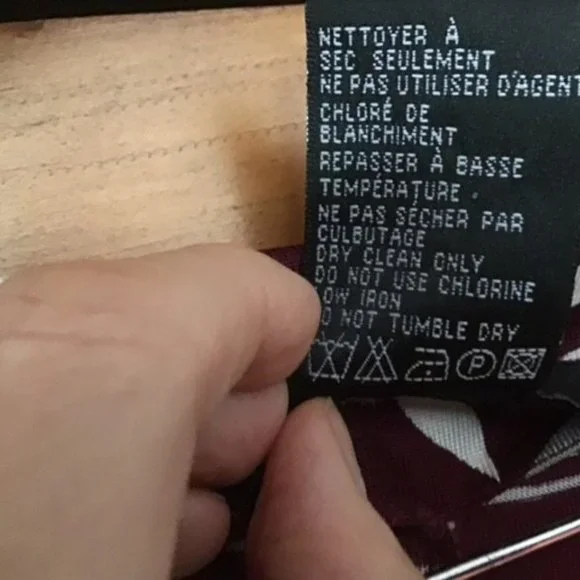 NETTOYER À
SEC SEULEMENT
NE PAS UTILISER D'AGENT
CHLORÉ DE
BLANCHIMENT
REPASSER À BASSE
TEMPÉRATURE .
NE PAS SÉCHER PAR
CULBUTAGE
DRY CLEAN ONLY
DO NOT USE CHLORINE
LOW IRON
DO NOT TUMBLE DRY
P